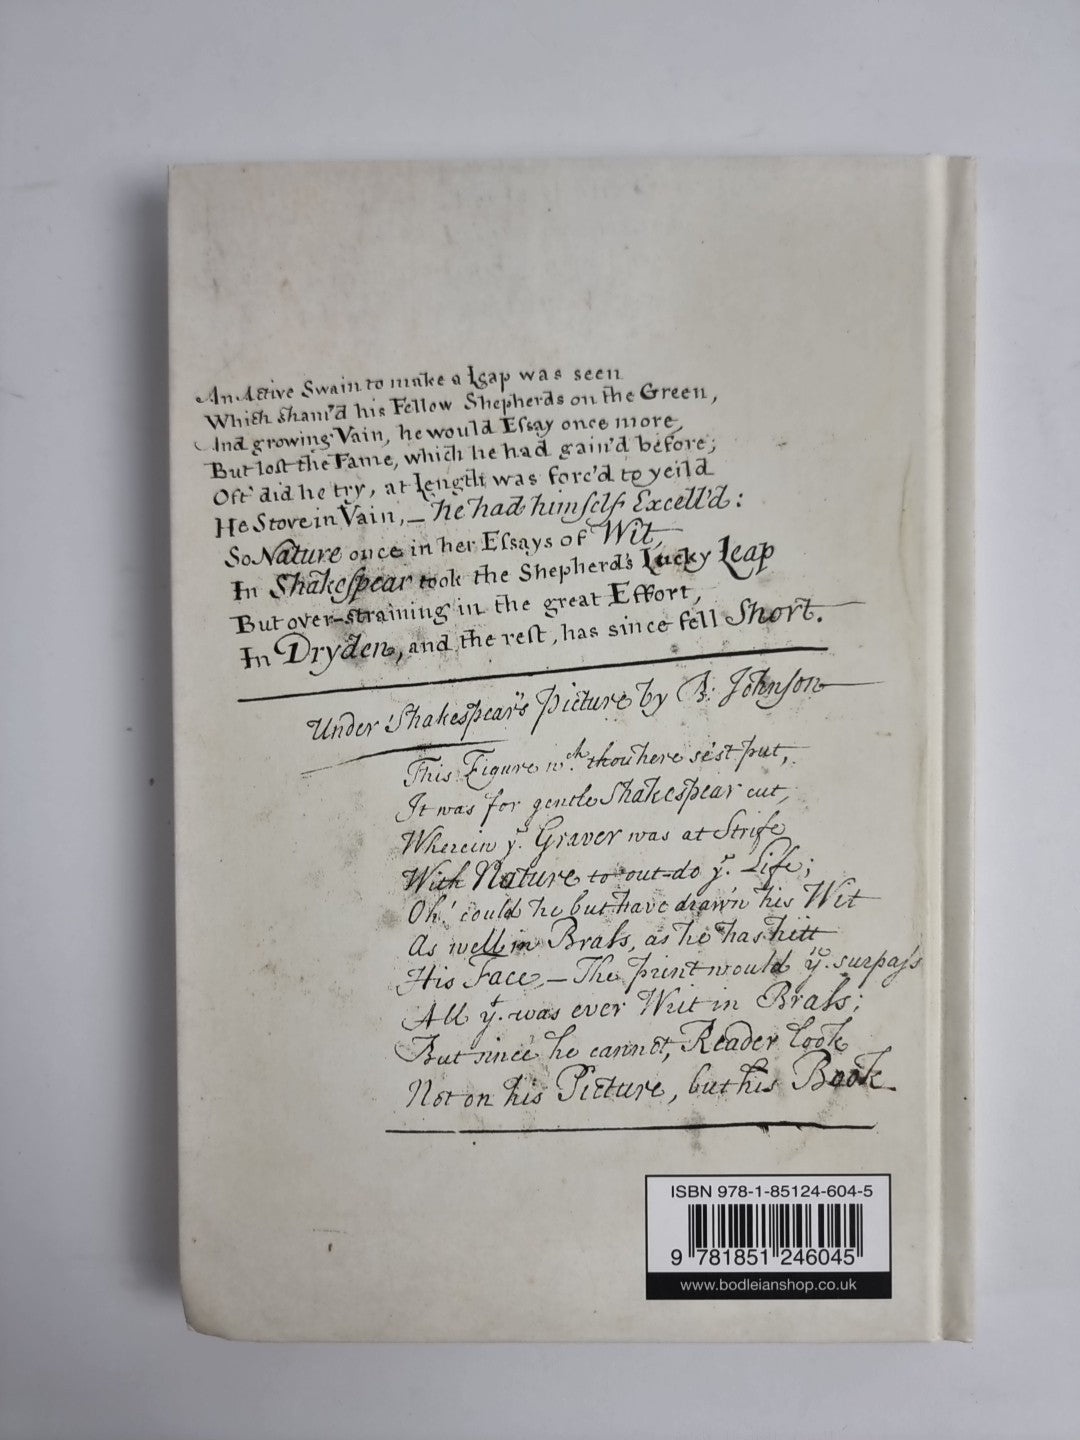 An Active Swain to make a Leap was seen
Which sham'd his Fellow Shepherds on the Green,
And growing Vain, he would Eſsay once more,
But lost the Fame, which he had gain'd before;
Oft' did he try, at Length was forc'd to yeild
He Stove in Vain,— he had himſelf Excell'd:
So Nature once in her Eſsays of Wit,
In Shakeſpear took the Shepherd's Lucky Leap
But over-straining in the great Effort,
In Dryden, and the rest, has since fell Short.
Under Shakespear's Picture by B: Johnſon
This Figure wch. thou here se'st put,
It was for gentle Shakespear cut,
Wherein ye. Graver was at Strife
With Nature to out-do ye. Life;
Oh! could he but have drawn his Wit
As well in Braſs, as he has hitt
His Face,— The print would yn. surpaſs
All yt. was ever Writ in Braſs;
But since he cannot, Reader look
Not on his Picture, but his Book
ISBN 978-1-85124-604-5
9 781851 246045
www.bodleianshop.co.uk